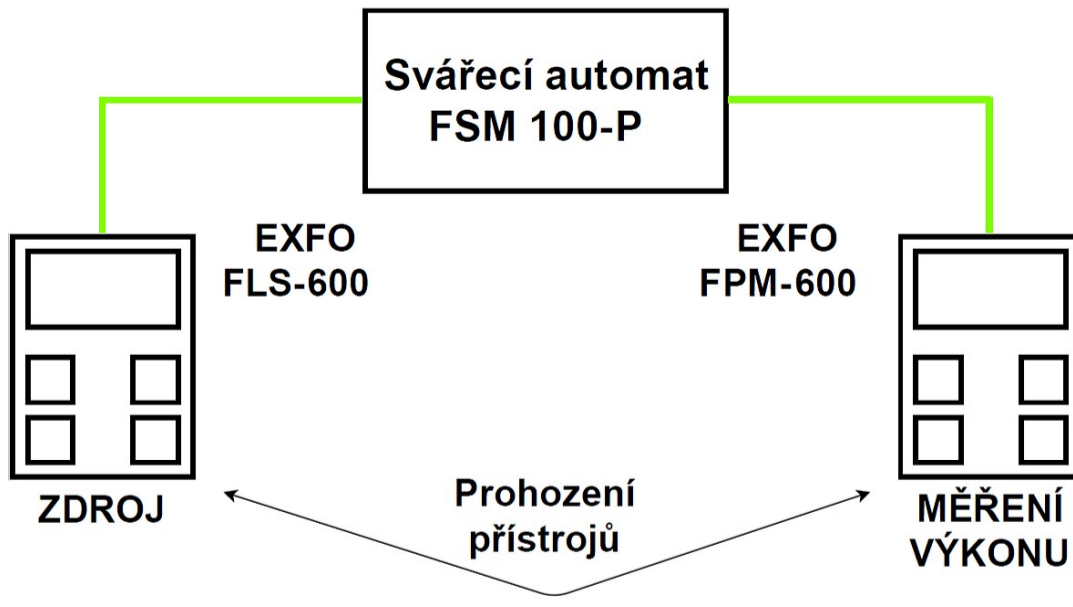 Svářecí automat
FSM 100-P
EXFO
FLS-600
EXFO
FPM-600
ZDROJ
Prohození
přístrojů
MĚŘENÍ
VÝKONU